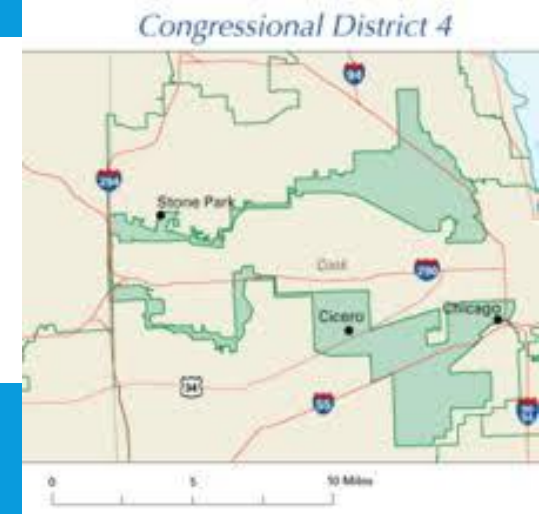 Congressional District 4
94
294
Stone Park
Cook
290
Cicero
Chicago
34
55
0 5 10 Miles